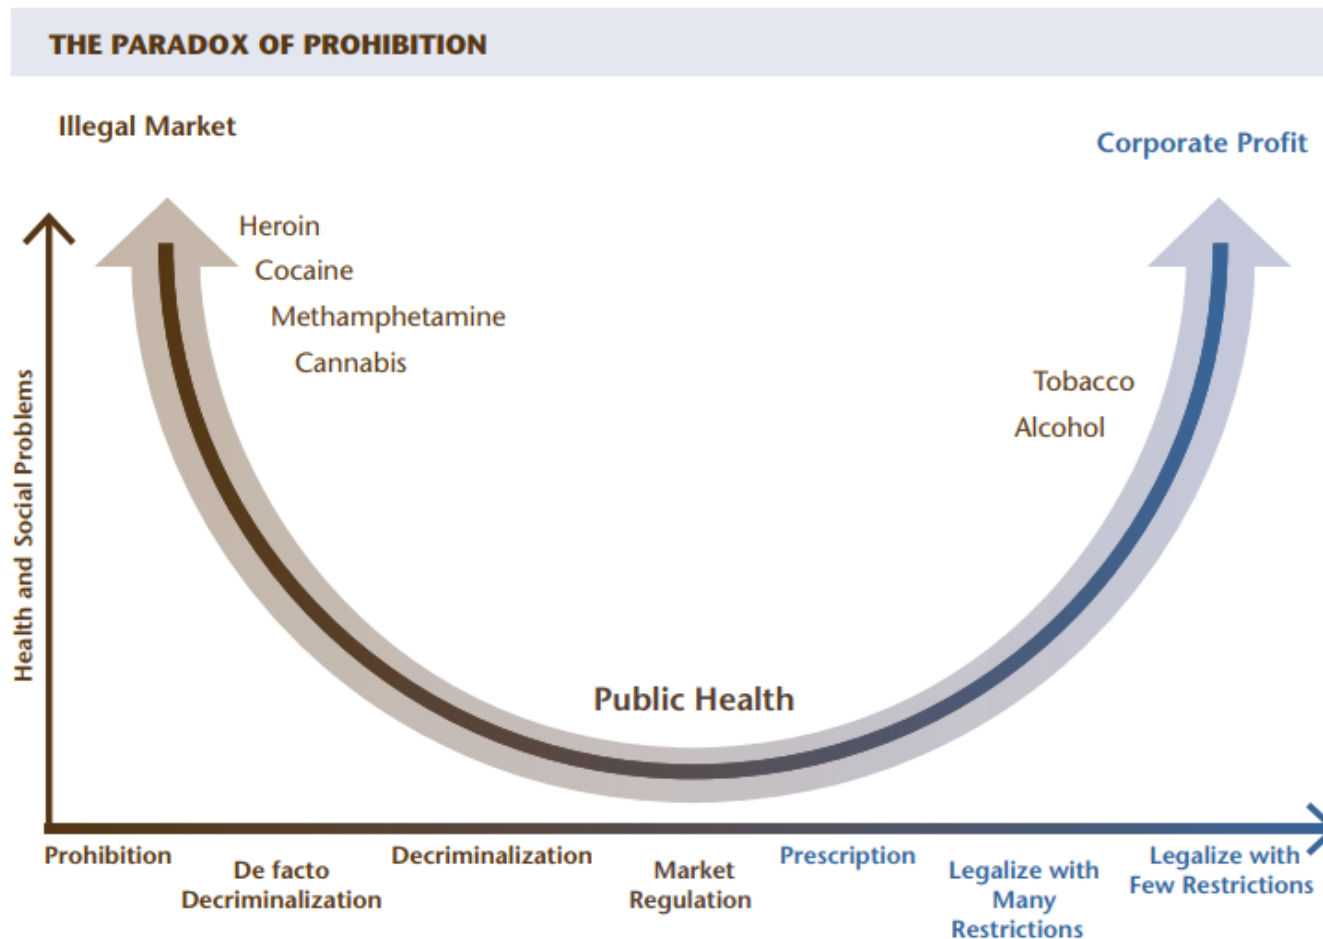 THE PARADOX OF PROHIBITION
Illegal Market
Corporate Profit
Heroin
Cocaine
Methamphetamine
Cannabis
Tobacco
Alcohol
Health and Social Problems
Public Health
Prohibition
De facto
Decriminalization
Decriminalization
Market
Regulation
Prescription
Legalize with
Many
Restrictions
Legalize with
Few Restrictions